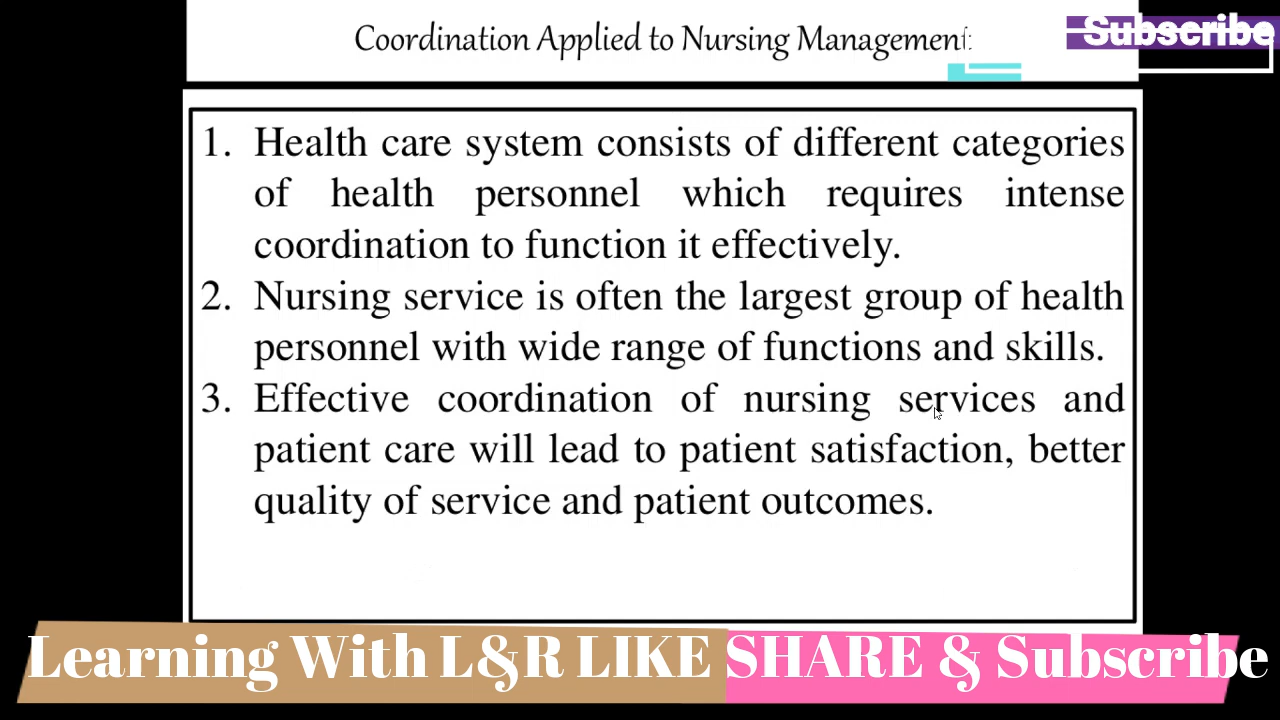 Coordination Applied to Nursing Management:
Subscribe
1. Health care system consists of different categories
of health personnel which requires intense
coordination to function it effectively.
2. Nursing service is often the largest group of health
personnel with wide range of functions and skills.
3. Effective coordination of nursing services and
patient care will lead to patient satisfaction, better
quality of service and patient outcomes.
Learning With L&R LIKE SHARE & Subscribe